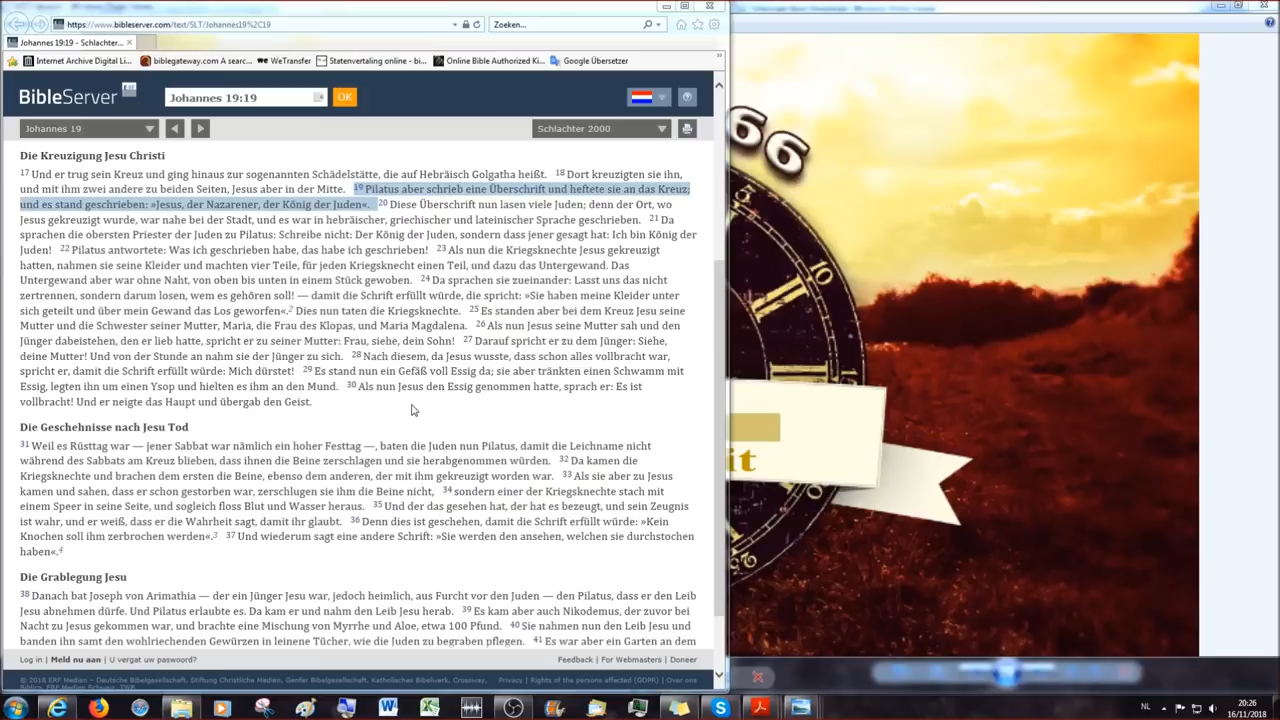 https://www.bibleserver.com/text/SLT/Johannes19%2C19
Zoeken...
Johannes 19:19 - Schlachter...
Internet Archive Digital Li... biblegateway.com A searc... WeTransfer Statenvertaling online - bi... Online Bible Authorized Ki... Google Übersetzer
BibleServer Johannes 19:19 OK
Johannes 19 Schlachter 2000
Die Kreuzigung Jesu Christi
17 Und er trug sein Kreuz und ging hinaus zur sogenannten Schädelstätte, die auf Hebräisch Golgatha heißt. 18 Dort kreuzigten sie ihn,
und mit ihm zwei andere zu beiden Seiten, Jesus aber in der Mitte. 19 Pilatus aber schrieb eine Überschrift und heftete sie an das Kreuz;
und es stand geschrieben: »Jesus, der Nazarener, der König der Juden«. 20 Diese Überschrift nun lasen viele Juden; denn der Ort, wo
Jesus gekreuzigt wurde, war nahe bei der Stadt, und es war in hebräischer, griechischer und lateinischer Sprache geschrieben. 21 Da
sprachen die obersten Priester der Juden zu Pilatus: Schreibe nicht: Der König der Juden, sondern dass jener gesagt hat: Ich bin König der
Juden! 22 Pilatus antwortete: Was ich geschrieben habe, das habe ich geschrieben! 23 Als nun die Kriegsknechte Jesus gekreuzigt
hatten, nahmen sie seine Kleider und machten vier Teile, für jeden Kriegsknecht einen Teil, und dazu das Untergewand. Das
Untergewand aber war ohne Naht, von oben bis unten in einem Stück gewoben. 24 Da sprachen sie zueinander: Lasst uns das nicht
zertrennen, sondern darum losen, wem es gehören soll! — damit die Schrift erfüllt würde, die spricht: »Sie haben meine Kleider unter
sich geteilt und über mein Gewand das Los geworfen«.2 Dies nun taten die Kriegsknechte. 25 Es standen aber bei dem Kreuz Jesu seine
Mutter und die Schwester seiner Mutter, Maria, die Frau des Klopas, und Maria Magdalena. 26 Als nun Jesus seine Mutter sah und den
Jünger dabeistehen, den er lieb hatte, spricht er zu seiner Mutter: Frau, siehe, dein Sohn! 27 Darauf spricht er zu dem Jünger: Siehe,
deine Mutter! Und von der Stunde an nahm sie der Jünger zu sich. 28 Nach diesem, da Jesus wusste, dass schon alles vollbracht war,
spricht er, damit die Schrift erfüllt würde: Mich dürstet! 29 Es stand nun ein Gefäß voll Essig da; sie aber tränkten einen Schwamm mit
Essig, legten ihn um einen Ysop und hielten es ihm an den Mund. 30 Als nun Jesus den Essig genommen hatte, sprach er: Es ist
vollbracht! Und er neigte das Haupt und übergab den Geist.
Die Geschehnisse nach Jesu Tod
31 Weil es Rüsttag war — jener Sabbat war nämlich ein hoher Festtag —, baten die Juden nun Pilatus, damit die Leichname nicht
während des Sabbats am Kreuz blieben, dass ihnen die Beine zerschlagen und sie herabgenommen würden. 32 Da kamen die
Kriegsknechte und brachen dem ersten die Beine, ebenso dem anderen, der mit ihm gekreuzigt worden war. 33 Als sie aber zu Jesus
kamen und sahen, dass er schon gestorben war, zerschlugen sie ihm die Beine nicht, 34 sondern einer der Kriegsknechte stach mit
einem Speer in seine Seite, und sogleich floss Blut und Wasser heraus. 35 Und der das gesehen hat, der hat es bezeugt, und sein Zeugnis
ist wahr, und er weiß, dass er die Wahrheit sagt, damit ihr glaubt. 36 Denn dies ist geschehen, damit die Schrift erfüllt würde: »Kein
Knochen soll ihm zerbrochen werden«.3 37 Und wiederum sagt eine andere Schrift: »Sie werden den ansehen, welchen sie durchstochen
haben«.4
Die Grablegung Jesu
38 Danach bat Joseph von Arimathia — der ein Jünger Jesu war, jedoch heimlich, aus Furcht vor den Juden — den Pilatus, dass er den Leib
Jesu abnehmen dürfe. Und Pilatus erlaubte es. Da kam er und nahm den Leib Jesu herab. 39 Es kam aber auch Nikodemus, der zuvor bei
Nacht zu Jesus gekommen war, und brachte eine Mischung von Myrrhe und Aloe, etwa 100 Pfund. 40 Sie nahmen nun den Leib Jesu und
banden ihn samt den wohlriechenden Gewürzen in leinene Tücher, wie die Juden zu begraben pflegen. 41 Es war aber ein Garten an dem
Log in | Meld nu aan | U vergat uw paswoord? Feedback | For Webmasters | Doneer
© 2018 ERF Medien - Deutsche Bibelgesellschaft, Stiftung Christliche Medien, Genfer Bibelgesellschaft, Katholisches Bibelwerk, Crossway, Privacy | Rights of the persons affected (GDPR) | Over ons
66
5
10
II
III
it
NL 20:26
16/11/2018